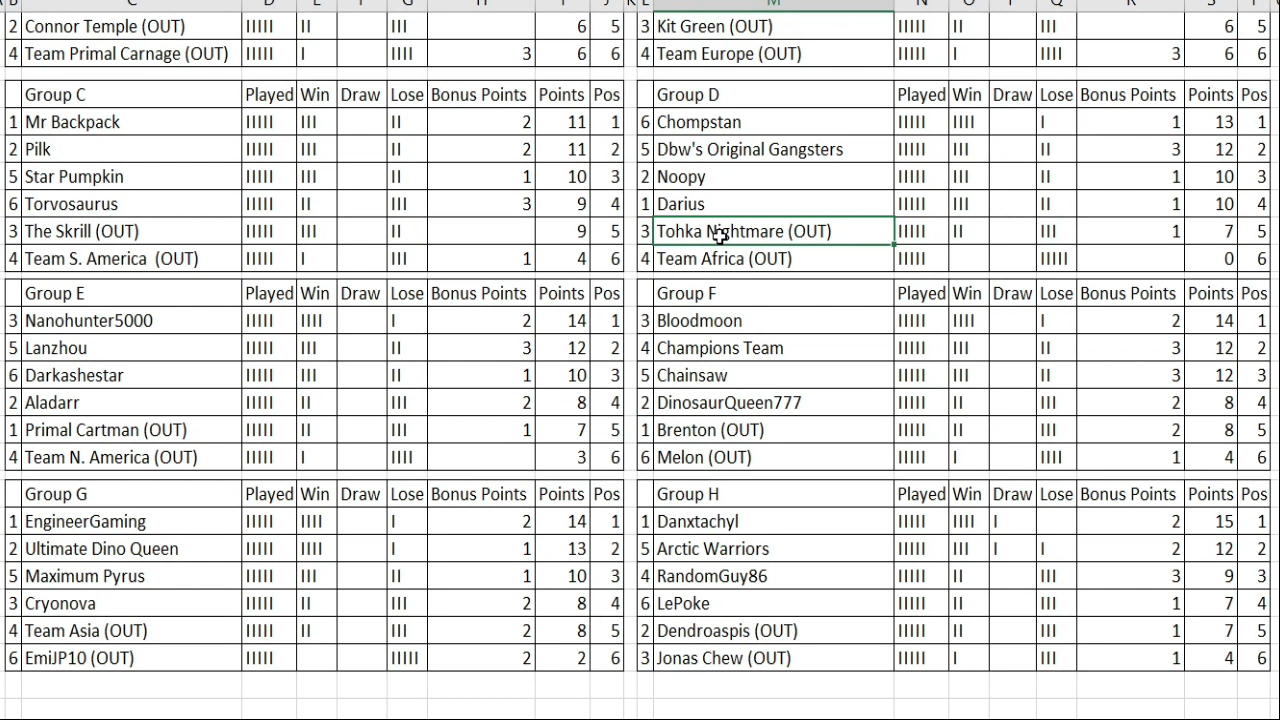 2 Connor Temple (OUT) IIIII II III 6 5
4 Team Primal Carnage (OUT) IIIII I IIII 3 6 6
Group C Played Win Draw Lose Bonus Points Points Pos
1 Mr Backpack IIIII III II 2 11 1
2 Pilk IIIII III II 2 11 2
5 Star Pumpkin IIIII III II 1 10 3
6 Torvosaurus IIIII II III 3 9 4
3 The Skrill (OUT) IIIII II III 9 5
4 Team S. America (OUT) IIIII I III 1 4 6
Group E Played Win Draw Lose Bonus Points Points Pos
3 Nanohunter5000 IIIII IIII I 2 14 1
5 Lanzhou IIIII III II 3 12 2
6 Darkashestar IIIII III II 1 10 3
2 Aladarr IIIII II III 2 8 4
1 Primal Cartman (OUT) IIIII II III 1 7 5
4 Team N. America (OUT) IIIII I IIII 3 6
Group G Played Win Draw Lose Bonus Points Points Pos
1 EngineerGaming IIIII IIII I 2 14 1
2 Ultimate Dino Queen IIIII IIII I 1 13 2
5 Maximum Pyrus IIIII III II 1 10 3
3 Cryonova IIIII II III 2 8 4
4 Team Asia (OUT) IIIII II III 2 8 5
6 EmiJP10 (OUT) IIIII IIIII 2 2 6
3 Kit Green (OUT) IIIII II III 6 5
4 Team Europe (OUT) IIIII I IIII 3 6 6
Group D Played Win Draw Lose Bonus Points Points Pos
6 Chompstan IIIII IIII I 1 13 1
5 Dbw's Original Gangsters IIIII III II 3 12 2
2 Noopy IIIII III II 1 10 3
1 Darius IIIII III II 1 10 4
3 Tohka Nightmare (OUT) IIIII II III 1 7 5
4 Team Africa (OUT) IIIII IIIII 0 6
Group F Played Win Draw Lose Bonus Points Points Pos
3 Bloodmoon IIIII IIII I 2 14 1
4 Champions Team IIIII III II 3 12 2
5 Chainsaw IIIII III II 3 12 3
2 DinosaurQueen777 IIIII II III 2 8 4
1 Brenton (OUT) IIIII II III 2 8 5
6 Melon (OUT) IIIII I IIII 1 4 6
Group H Played Win Draw Lose Bonus Points Points Pos
1 Danxtachyl IIIII IIII I 2 15 1
5 Arctic Warriors IIIII III I I 2 12 2
4 RandomGuy86 IIIII II III 3 9 3
6 LePoke IIIII II III 1 7 4
2 Dendroaspis (OUT) IIIII II III 1 7 5
3 Jonas Chew (OUT) IIIII I III 1 4 6